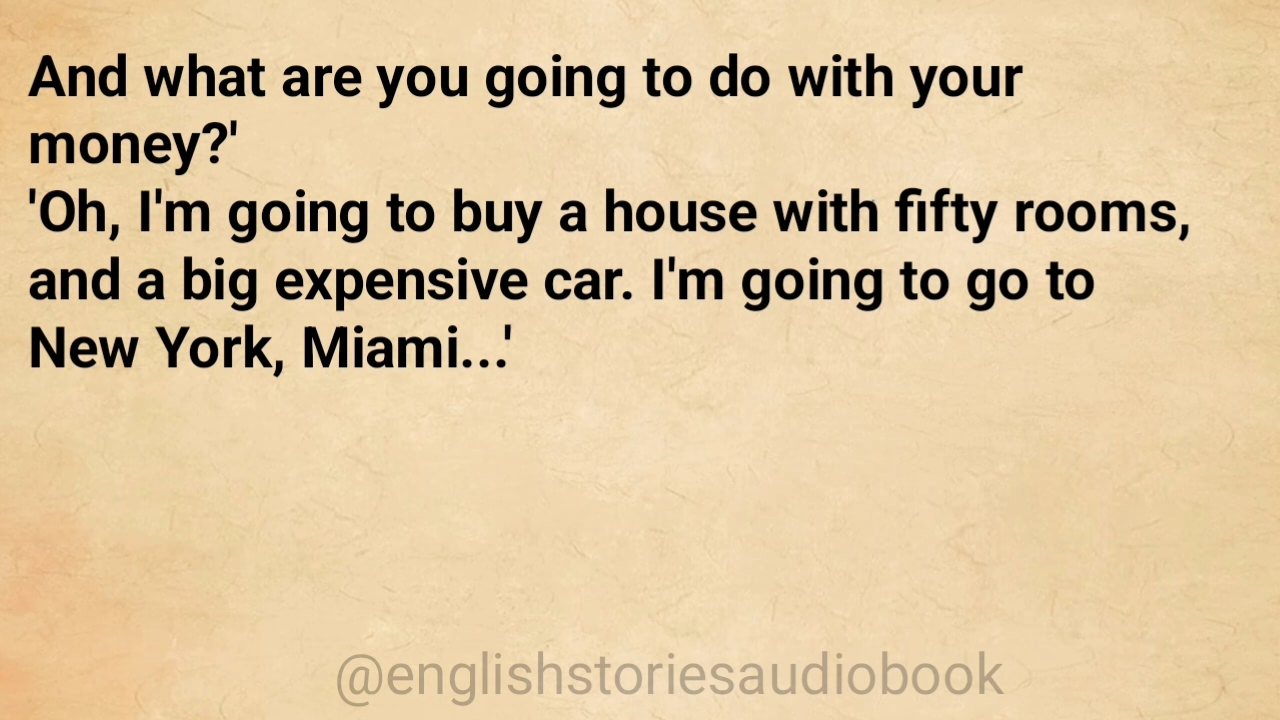 And what are you going to do with your
money?'
'Oh, I'm going to buy a house with fifty rooms,
and a big expensive car. I'm going to go to
New York, Miami...'
@englishstoriesaudiobook